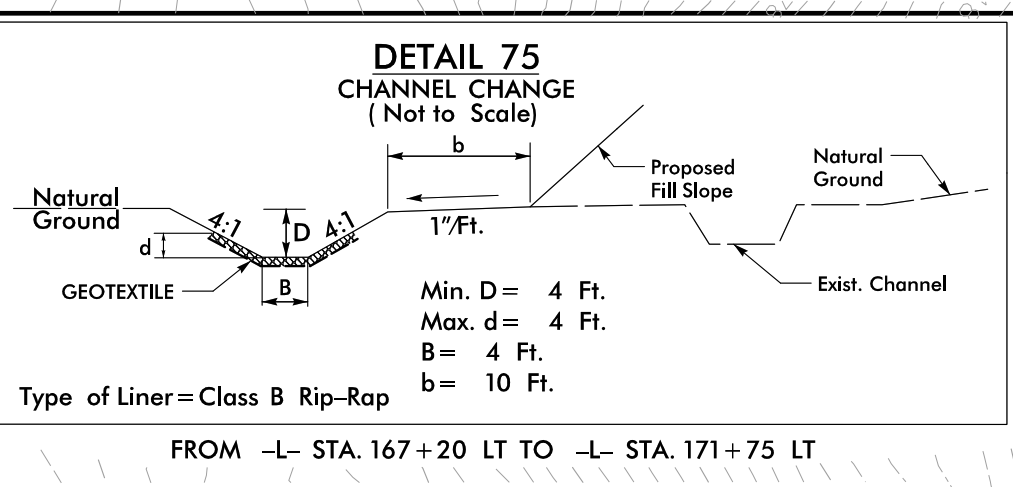 DETAIL 75
CHANNEL CHANGE
( Not to Scale)
b
Natural
Ground
4:1
D
4:1
d
1"/Ft.
Proposed
Fill Slope
Natural
Ground
GEOTEXTILE
B
Exist. Channel
Min. D= 4 Ft.
Max. d= 4 Ft.
B= 4 Ft.
b= 10 Ft.
Type of Liner=Class B Rip-Rap
FROM -L- STA. 167+20 LT TO -L- STA. 171+75 LT